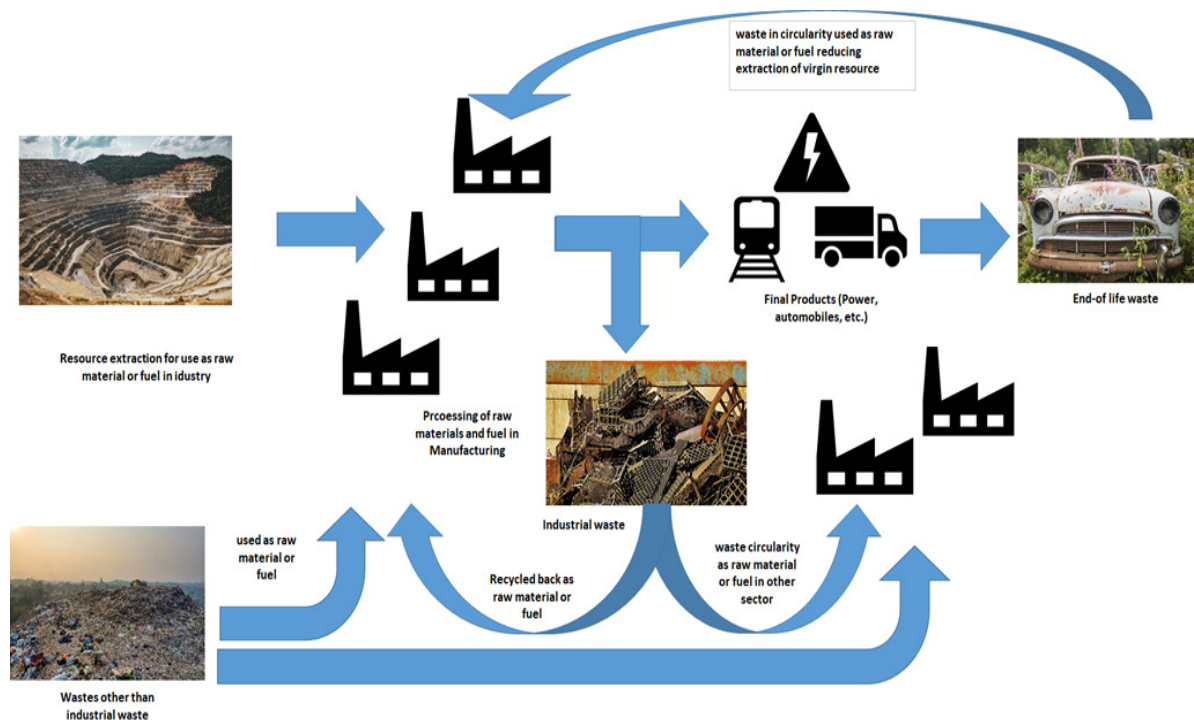 waste in circularity used as raw
material or fuel reducing
extraction of virgin resource
Resource extraction for use as raw
material or fuel in idustry
Prcoessing of raw
materials and fuel in
Manufacturing
Final Products (Power,
automobiles, etc.)
End-of life waste
Industrial waste
used as raw
material or
fuel
Recycled back as
raw material or
fuel
waste circularity
as raw material
or fuel in other
sector
Wastes other than
industrial waste